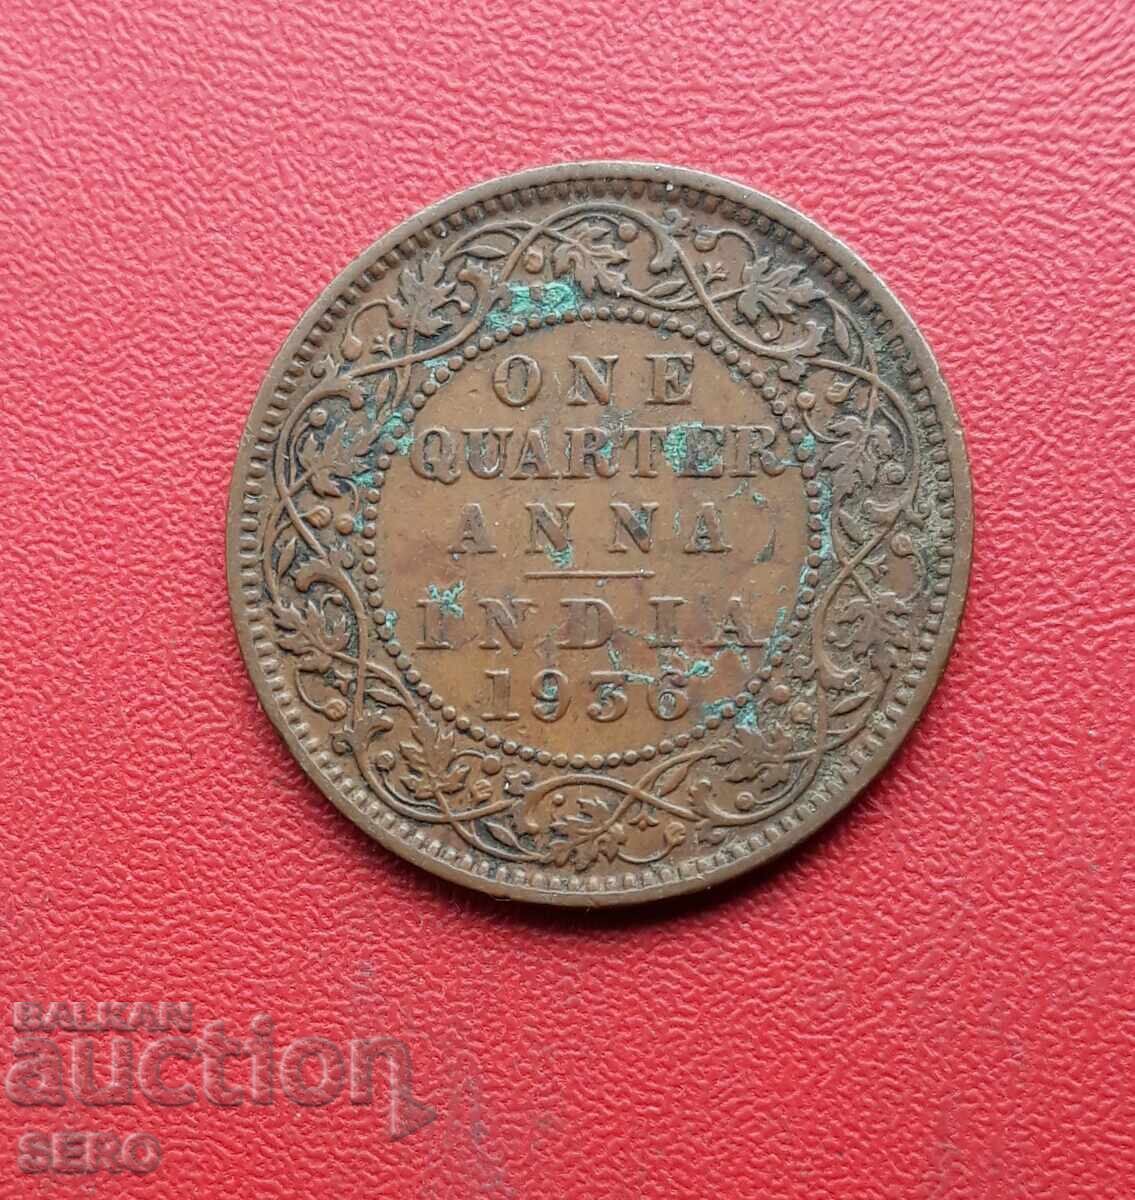 ONE
QUARTER
ANNA
INDIA
1936
BALKAN
auction
SERO